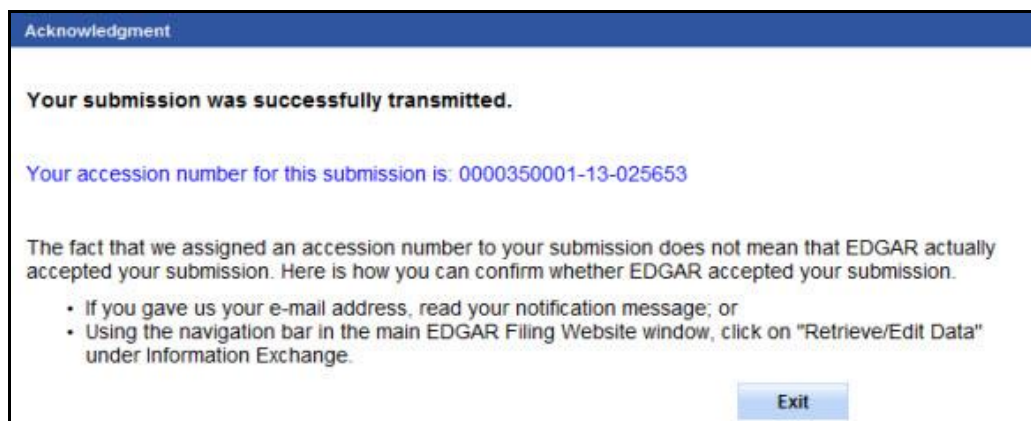 Acknowledgment
Your submission was successfully transmitted.
Your accession number for this submission is: 0000350001-13-025653
The fact that we assigned an accession number to your submission does not mean that EDGAR actually
accepted your submission. Here is how you can confirm whether EDGAR accepted your submission.
• If you gave us your e-mail address, read your notification message; or
• Using the navigation bar in the main EDGAR Filing Website window, click on "Retrieve/Edit Data"
under Information Exchange.
Exit